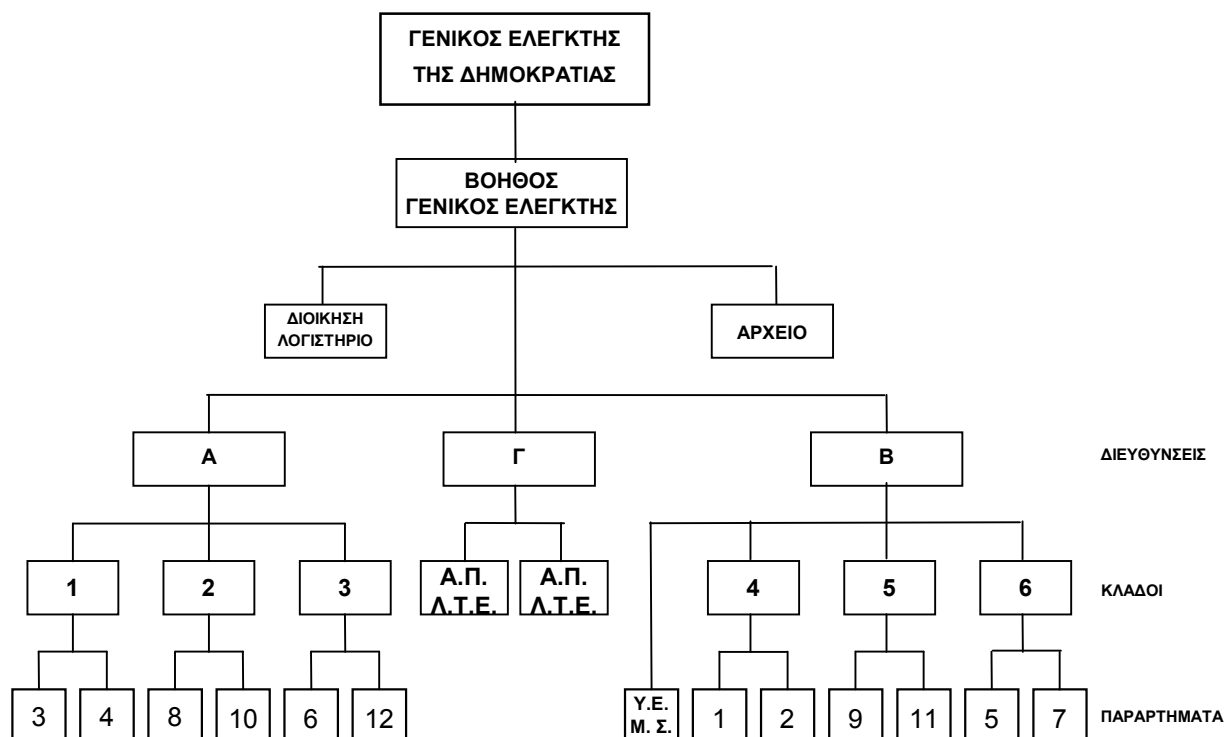 ΓΕΝΙΚΟΣ ΕΛΕΓΚΤΗΣ
ΤΗΣ ΔΗΜΟΚΡΑΤΙΑΣ
ΒΟΗΘΟΣ
ΓΕΝΙΚΟΣ ΕΛΕΓΚΤΗΣ
ΔΙΟΙΚΗΣΗ
ΛΟΓΙΣΤΗΡΙΟ
ΑΡΧΕΙΟ
Α
Γ
Β
ΔΙΕΥΘΥΝΣΕΙΣ
1
2
3
Α.Π.
Λ.Τ.Ε.
Α.Π.
Λ.Τ.Ε.
4
5
6
ΚΛΑΔΟΙ
3
4
8
10
6
12
Υ.Ε.
Μ. Σ.
1
2
9
11
5
7
ΠΑΡΑΡΤΗΜΑΤΑ